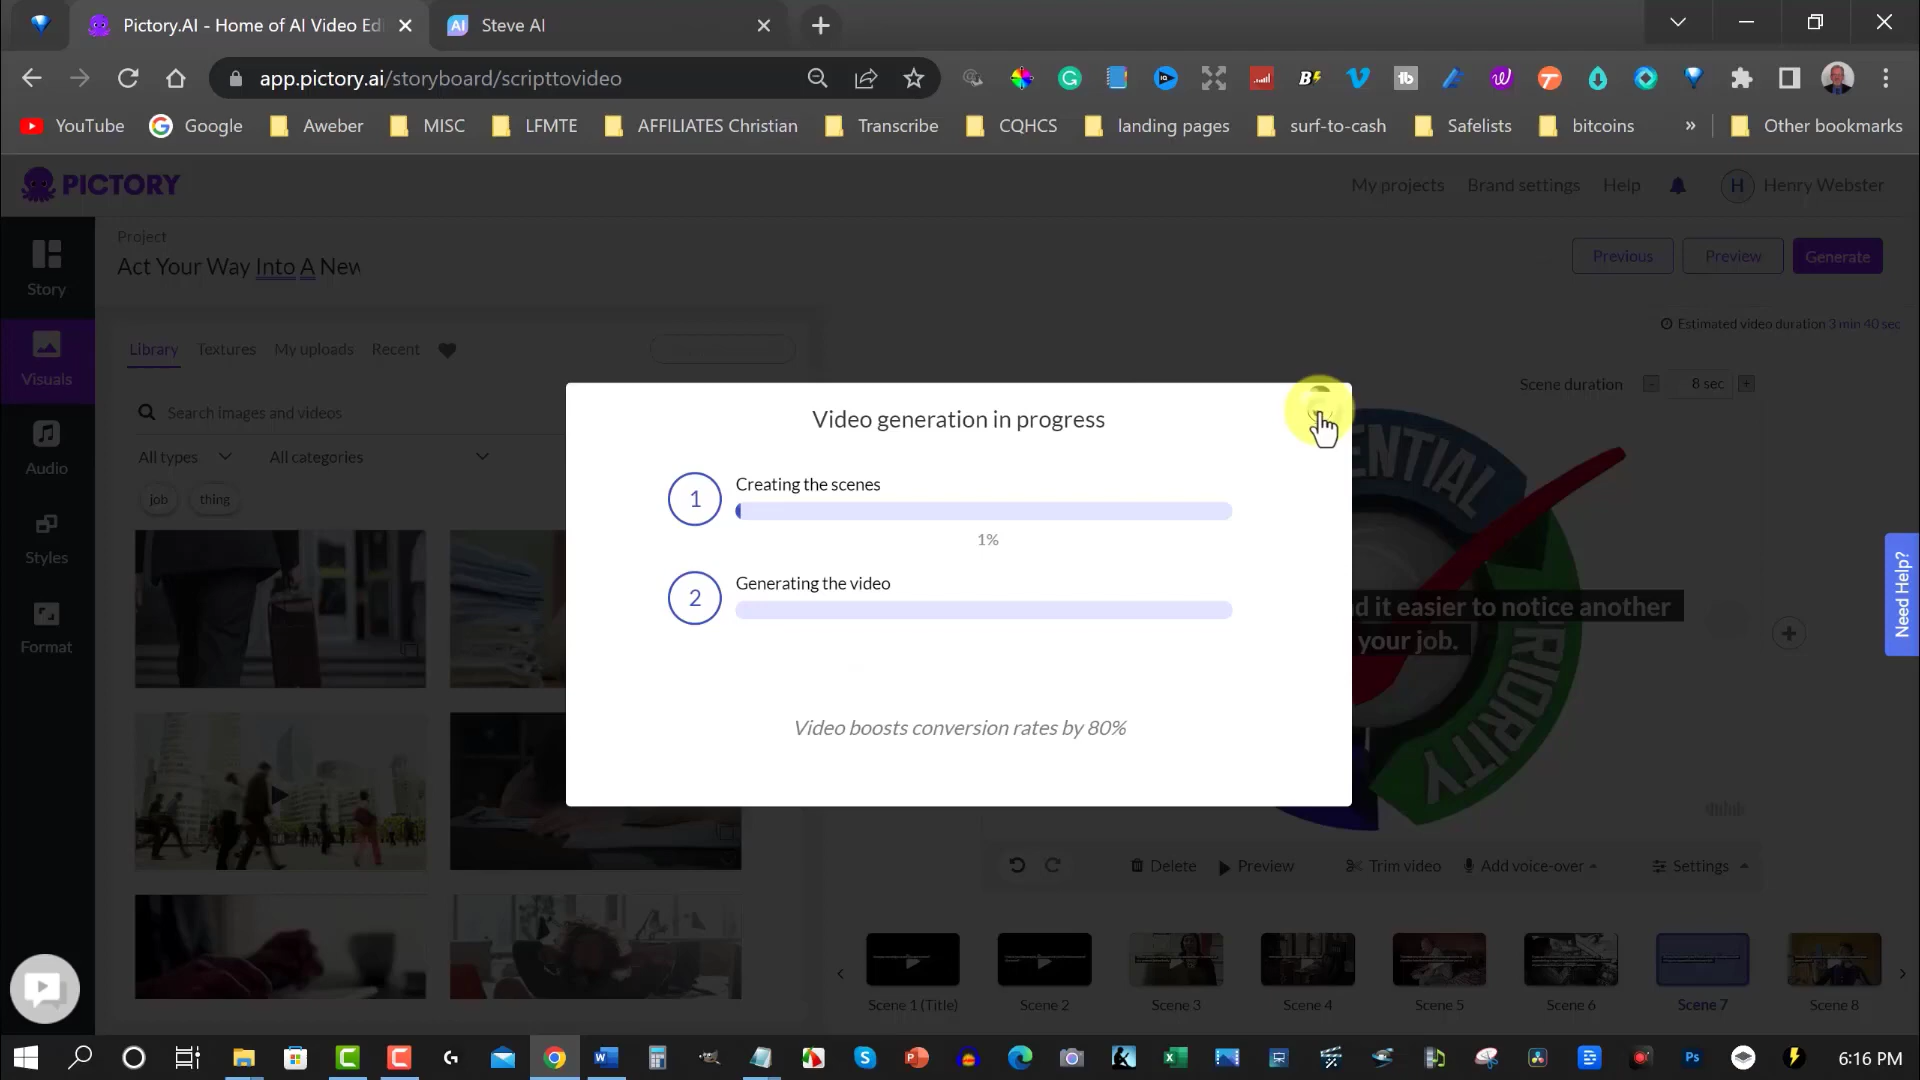 Pictory.AI - Home of AI Video Edi
Steve AI
app.pictory.ai/storyboard/scripttovideo
YouTube
Google
Aweber
MISC
LFMTE
AFFILIATES Christian
Transcribe
CQHCS
landing pages
surf-to-cash
Safelists
bitcoins
»
Other bookmarks
PICTORY
My projects
Brand settings
Help
H
Henry Webster
Project
Act Your Way Into A New
Previous
Preview
Generate
Estimated video duration 3 min 40 sec
Story
Visuals
Audio
Styles
Format
Library
Textures
My uploads
Recent
Search images and videos
All types
All categories
job
thing
Scene duration
- 8 sec +
Video generation in progress
1
Creating the scenes
1%
2
Generating the video
Video boosts conversion rates by 80%
ENTIAL
d it easier to notice another
your job.
Need Help?
Delete
Preview
Trim video
Add voice-over
Settings
Scene 1 (Title)
Scene 2
Scene 3
Scene 4
Scene 5
Scene 6
Scene 7
Scene 8
6:16 PM